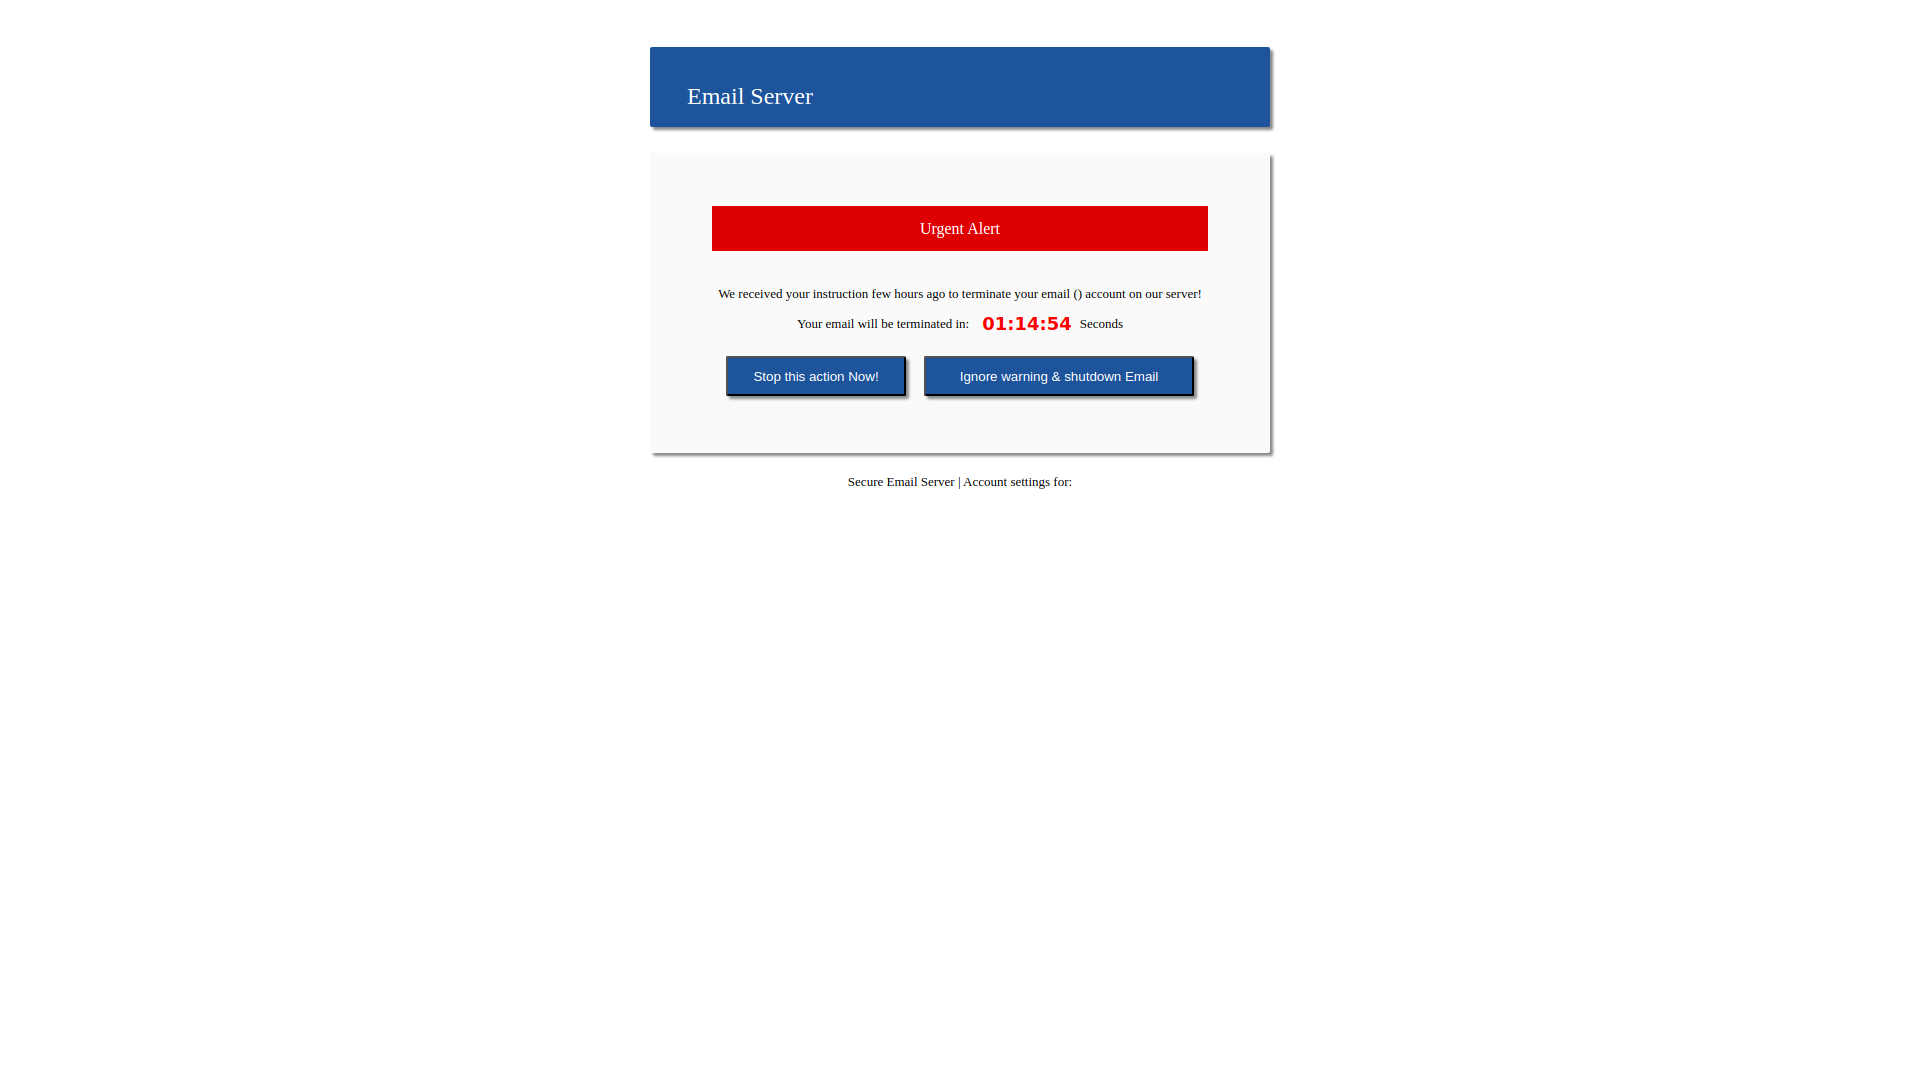 Email Server
Urgent Alert
We received your instruction few hours ago to terminate your email () account on our server!
Your email will be terminated in: 01:14:54 Seconds
Stop this action Now! Ignore warning & shutdown Email
Secure Email Server | Account settings for: